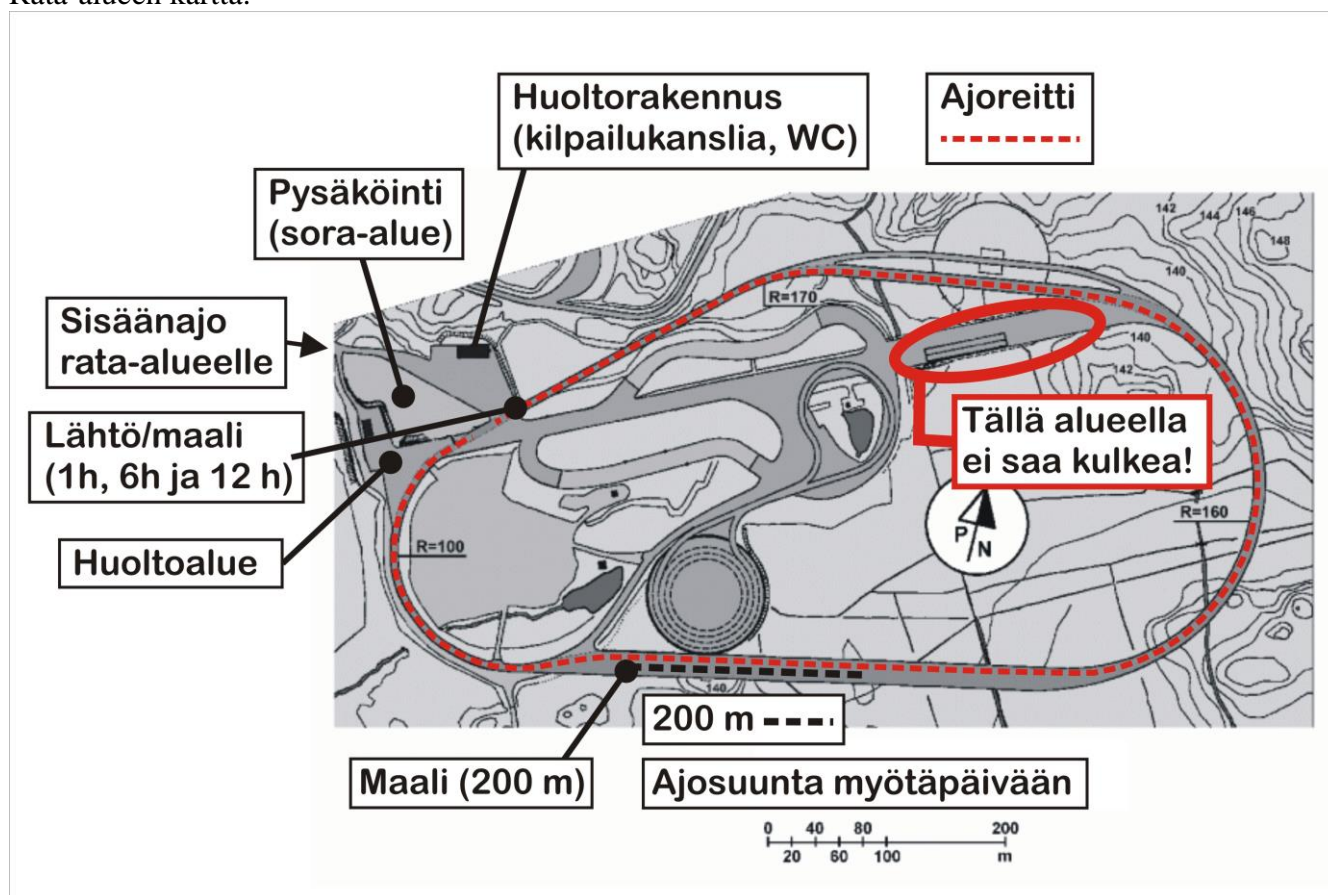 Rata-alueen kartta:
Huoltorakennus
(kilpailukanslia, WC)
Ajoreitti
Pysäköinti
(sora-alue)
Sisäänajo
rata-alueelle
Lähtö/maali
(1h, 6h ja 12 h)
Huoltoalue
142
144
146
148
140
R=170
140
142
Tällä alueella
ei saa kulkea!
P
N
R=160
R=100
140
200 m
Maali (200 m)
Ajosuunta myötäpäivään
0 40 80 200
20 60 100 m